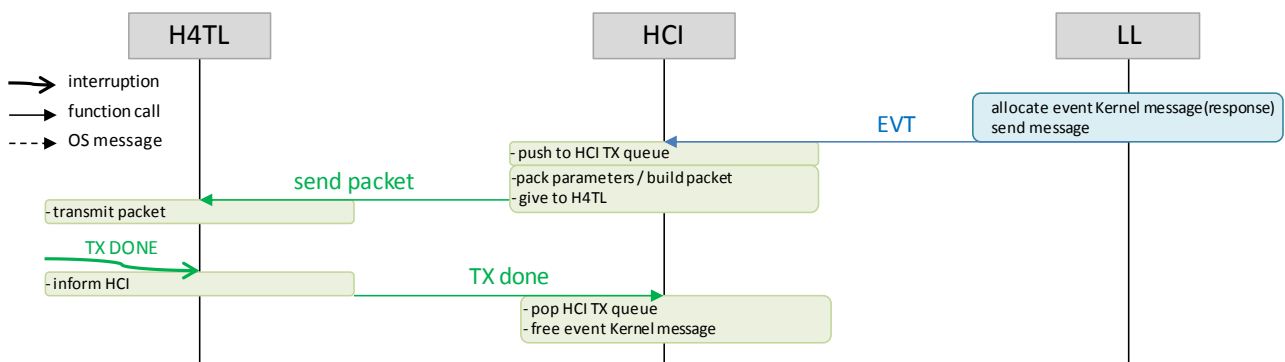 H4TL
HCI
LL
interruption
function call
OS message
allocate event Kernel message(response)
send message
EVT
- push to HCI TX queue
-pack parameters / build packet
- give to H4TL
send packet
- transmit packet
TX DONE
- inform HCI
TX done
- pop HCI TX queue
- free event Kernel message